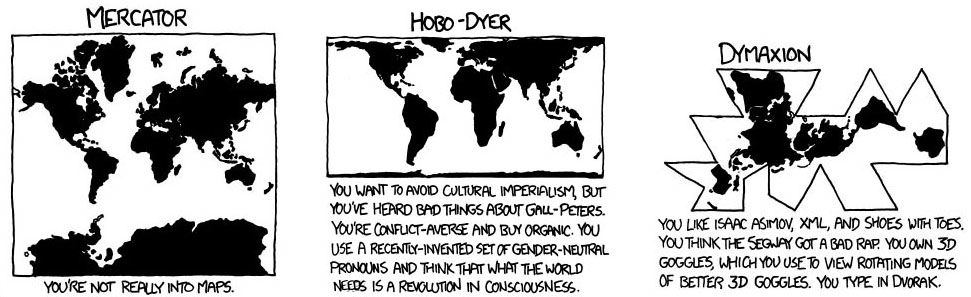 MERCATOR
YOU'RE NOT REALLY INTO MAPS.
HOBO-DYER
YOU WANT TO AVOID CULTURAL IMPERIALISM, BUT
YOU'VE HEARD BAD THINGS ABOUT GALL-PETERS.
YOU'RE CONFLICT-AVERSE AND BUY ORGANIC. YOU
USE A RECENTLY-INVENTED SET OF GENDER-NEUTRAL
PRONOUNS AND THINK THAT WHAT THE WORLD
NEEDS IS A REVOLUTION IN CONSCIOUSNESS.
DYMAXION
YOU LIKE ISAAC ASIMOV, XML, AND SHOES WITH TOES.
YOU THINK THE SEGWAY GOT A BAD RAP. YOU OWN 3D
GOGGLES, WHICH YOU USE TO VIEW ROTATING MODELS
OF BETTER 3D GOGGLES. YOU TYPE IN DVORAK.